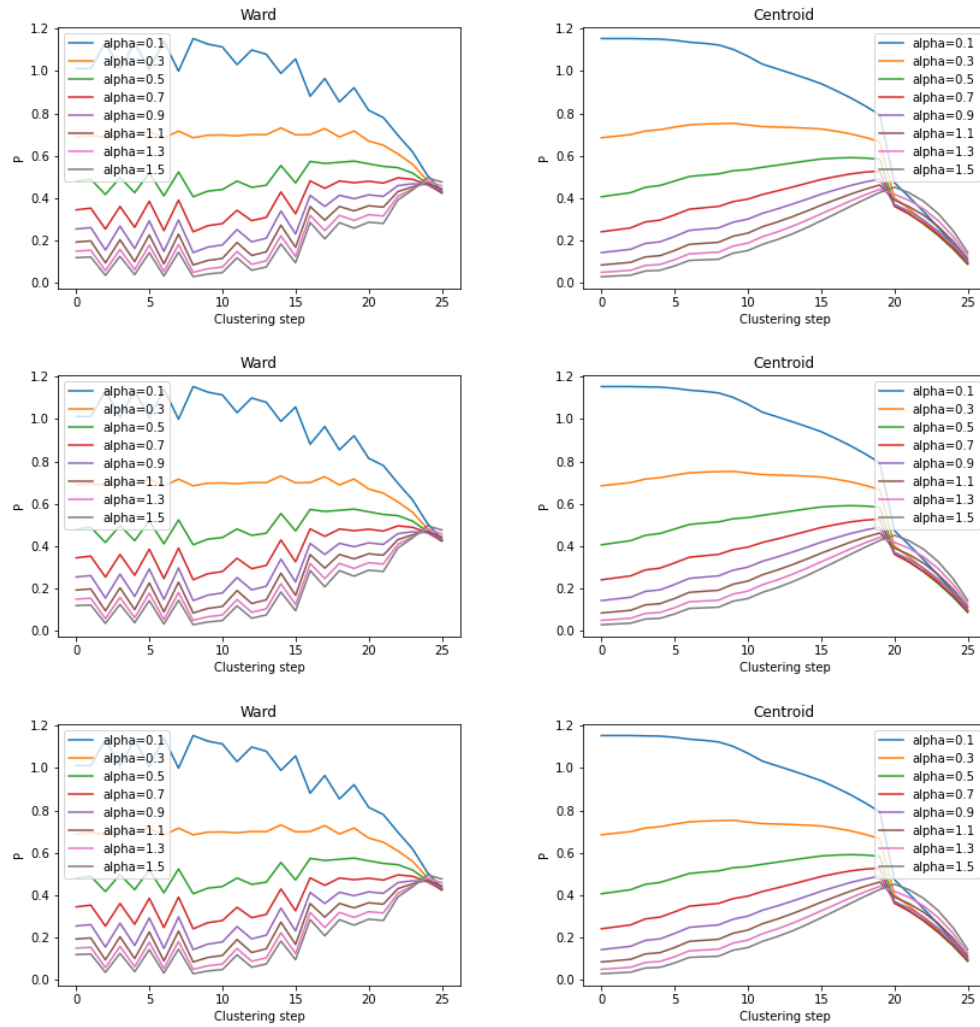 Ward
Centroid
1.2
1.0
0.8
0.6
0.4
0.2
0.0
P
alpha=0.1
alpha=0.3
alpha=0.5
alpha=0.7
alpha=0.9
alpha=1.1
alpha=1.3
alpha=1.5
0 5 10 15 20 25
Clustering step
1.2
1.0
0.8
0.6
0.4
0.2
0.0
P
alpha=0.1
alpha=0.3
alpha=0.5
alpha=0.7
alpha=0.9
alpha=1.1
alpha=1.3
alpha=1.5
0 5 10 15 20 25
Clustering step
Ward
Centroid
1.2
1.0
0.8
0.6
0.4
0.2
0.0
P
alpha=0.1
alpha=0.3
alpha=0.5
alpha=0.7
alpha=0.9
alpha=1.1
alpha=1.3
alpha=1.5
0 5 10 15 20 25
Clustering step
1.2
1.0
0.8
0.6
0.4
0.2
0.0
P
alpha=0.1
alpha=0.3
alpha=0.5
alpha=0.7
alpha=0.9
alpha=1.1
alpha=1.3
alpha=1.5
0 5 10 15 20 25
Clustering step
Ward
Centroid
1.2
1.0
0.8
0.6
0.4
0.2
0.0
P
alpha=0.1
alpha=0.3
alpha=0.5
alpha=0.7
alpha=0.9
alpha=1.1
alpha=1.3
alpha=1.5
0 5 10 15 20 25
Clustering step
1.2
1.0
0.8
0.6
0.4
0.2
0.0
P
alpha=0.1
alpha=0.3
alpha=0.5
alpha=0.7
alpha=0.9
alpha=1.1
alpha=1.3
alpha=1.5
0 5 10 15 20 25
Clustering step